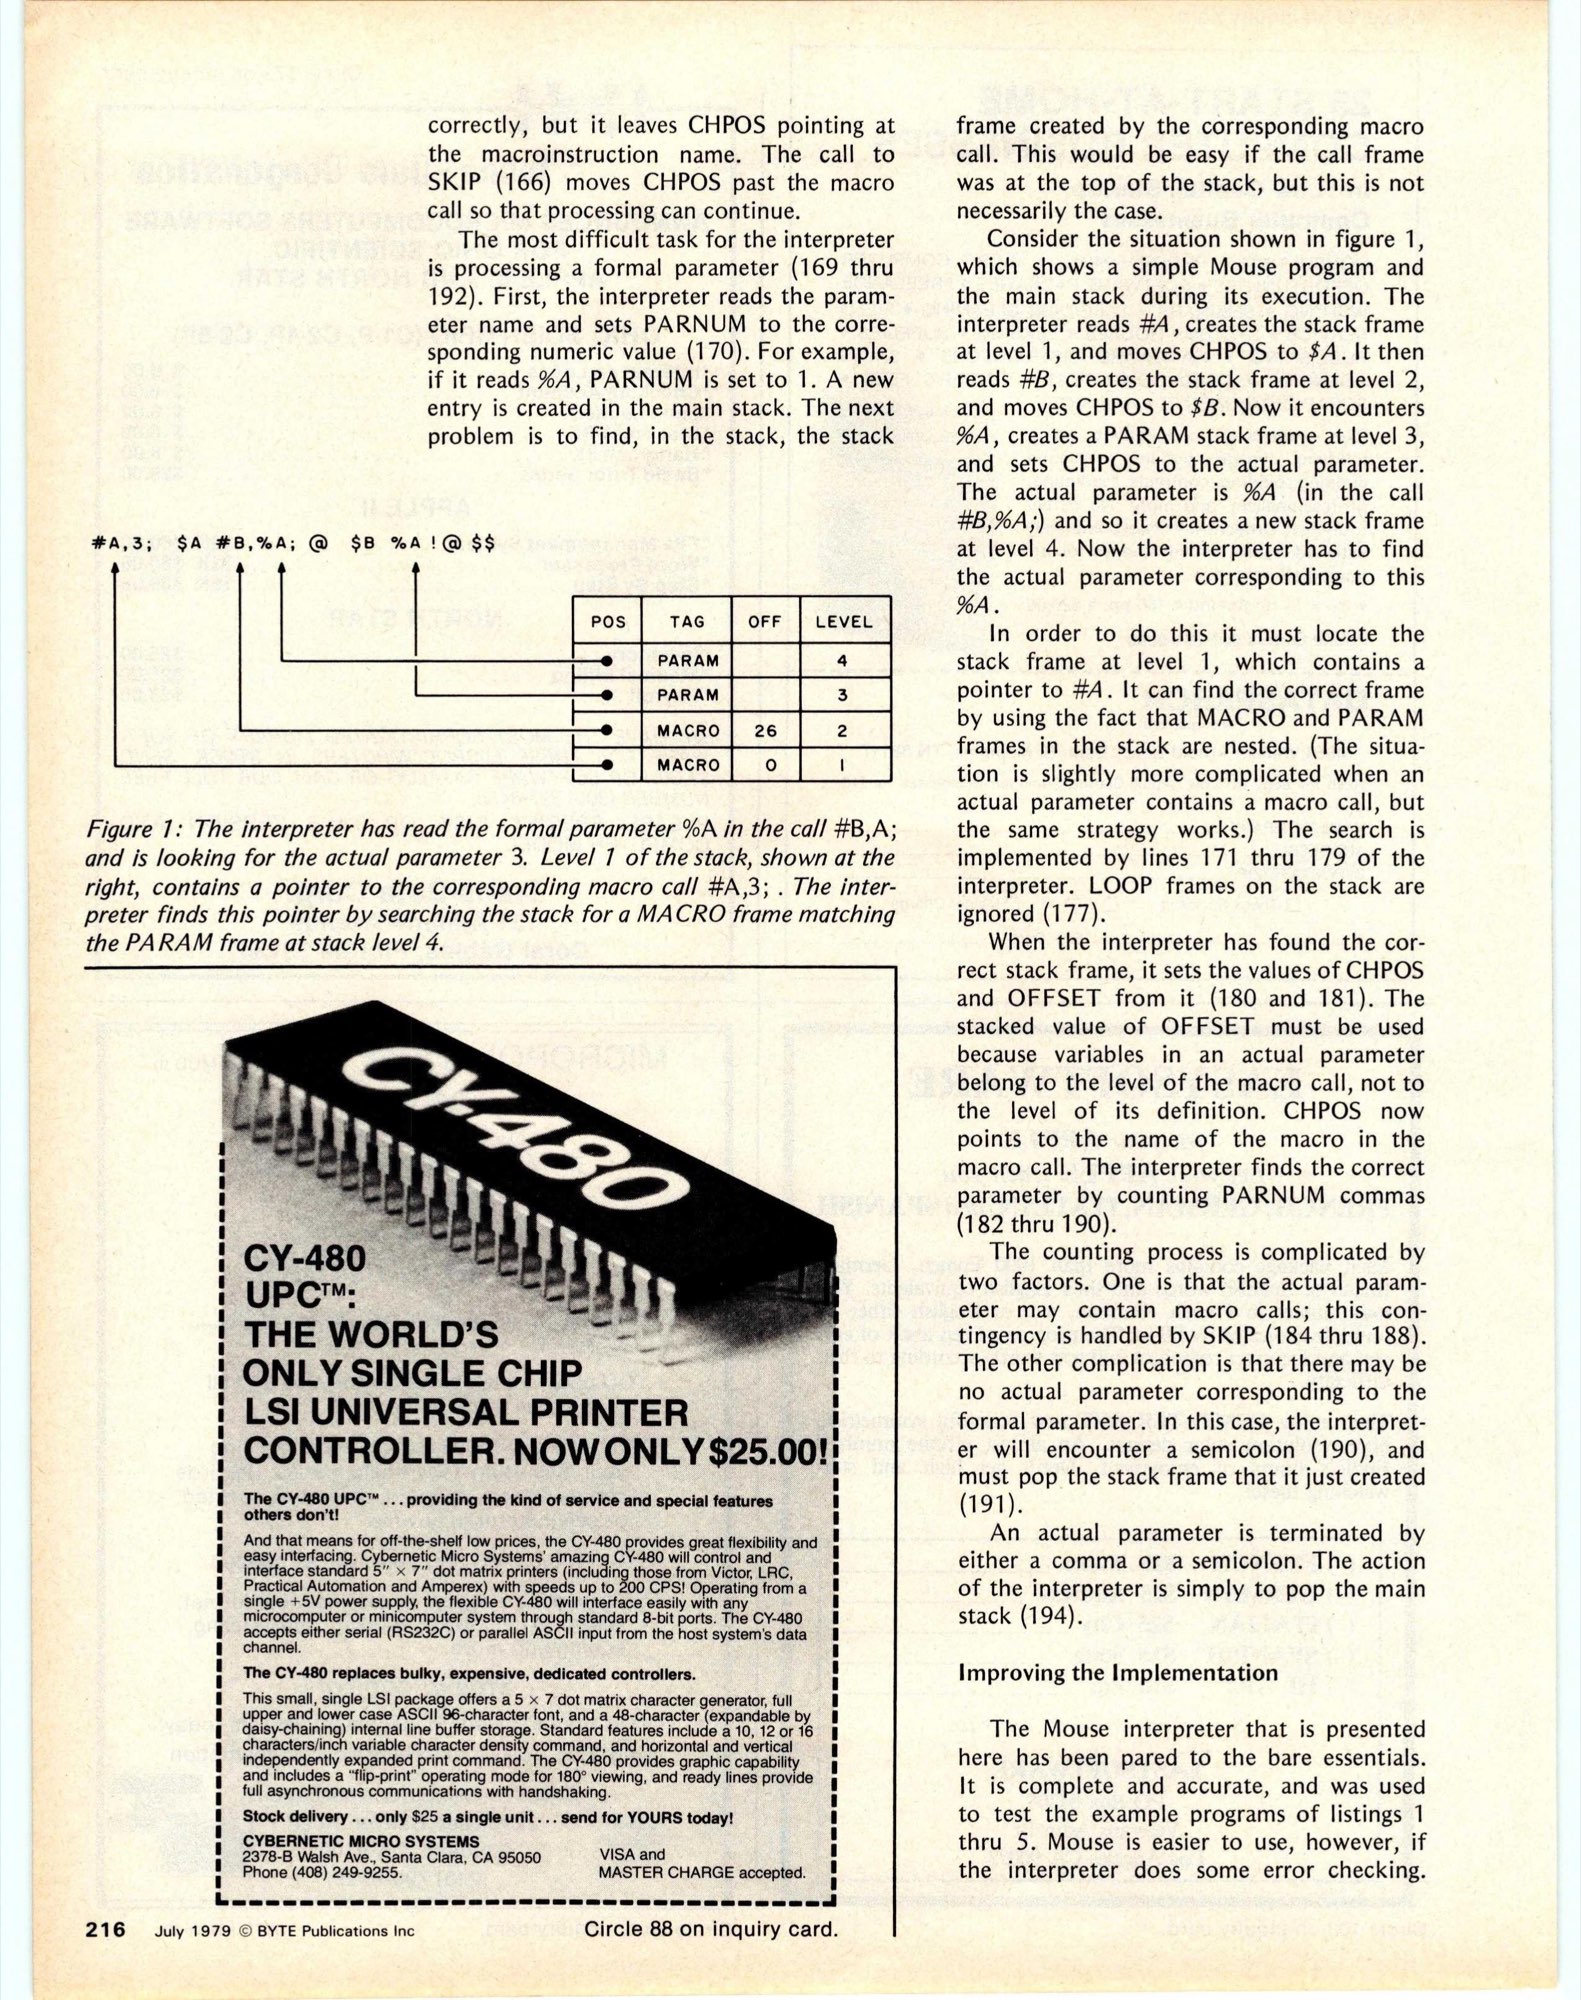 correctly, but it leaves CHPOS pointing at
the macroinstruction name. The call to
SKIP (166) moves CHPOS past the macro
call so that processing can continue.
The most difficult task for the interpreter
is processing a formal parameter (169 thru
192). First, the interpreter reads the param-
eter name and sets PARNUM to the corre-
sponding numeric value (170). For example,
if it reads %A, PARNUM is set to 1. A new
entry is created in the main stack. The next
problem is to find, in the stack, the stack
#A,3; $A #B,%A; @ $B %A !@ $$
POS TAG OFF LEVEL
PARAM 4
PARAM 3
MACRO 26 2
MACRO 0 1
Figure 1: The interpreter has read the formal parameter %A in the call #B,A;
and is looking for the actual parameter 3. Level 1 of the stack, shown at the
right, contains a pointer to the corresponding macro call #A,3; . The inter-
preter finds this pointer by searching the stack for a MACRO frame matching
the PARAM frame at stack level 4.
CY-480
CY-480
UPC™:
THE WORLD'S
ONLY SINGLE CHIP
LSI UNIVERSAL PRINTER
CONTROLLER. NOW ONLY $25.00!
The CY-480 UPC™ ... providing the kind of service and special features
others don't!
And that means for off-the-shelf low prices, the CY-480 provides great flexibility and
easy interfacing. Cybernetic Micro Systems' amazing CY-480 will control and
interface standard 5" × 7" dot matrix printers (including those from Victor, LRC,
Practical Automation and Amperex) with speeds up to 200 CPS! Operating from a
single +5V power supply, the flexible CY-480 will interface easily with any
microcomputer or minicomputer system through standard 8-bit ports. The CY-480
accepts either serial (RS232C) or parallel ASCII input from the host system's data
channel.
The CY-480 replaces bulky, expensive, dedicated controllers.
This small, single LSI package offers a 5 × 7 dot matrix character generator, full
upper and lower case ASCII 96-character font, and a 48-character (expandable by
daisy-chaining) internal line buffer storage. Standard features include a 10, 12 or 16
characters/inch variable character density command, and horizontal and vertical
independently expanded print command. The CY-480 provides graphic capability
and includes a "flip-print" operating mode for 180° viewing, and ready lines provide
full asynchronous communications with handshaking.
Stock delivery ... only $25 a single unit ... send for YOURS today!
CYBERNETIC MICRO SYSTEMS
2378-B Walsh Ave., Santa Clara, CA 95050
Phone (408) 249-9255.
VISA and
MASTER CHARGE accepted.
frame created by the corresponding macro
call. This would be easy if the call frame
was at the top of the stack, but this is not
necessarily the case.
Consider the situation shown in figure 1,
which shows a simple Mouse program and
the main stack during its execution. The
interpreter reads #A, creates the stack frame
at level 1, and moves CHPOS to $A. It then
reads #B, creates the stack frame at level 2,
and moves CHPOS to $B. Now it encounters
%A, creates a PARAM stack frame at level 3,
and sets CHPOS to the actual parameter.
The actual parameter is %A (in the call
#B,%A;) and so it creates a new stack frame
at level 4. Now the interpreter has to find
the actual parameter corresponding to this
%A.
In order to do this it must locate the
stack frame at level 1, which contains a
pointer to #A. It can find the correct frame
by using the fact that MACRO and PARAM
frames in the stack are nested. (The situa-
tion is slightly more complicated when an
actual parameter contains a macro call, but
the same strategy works.) The search is
implemented by lines 171 thru 179 of the
interpreter. LOOP frames on the stack are
ignored (177).
When the interpreter has found the cor-
rect stack frame, it sets the values of CHPOS
and OFFSET from it (180 and 181). The
stacked value of OFFSET must be used
because variables in an actual parameter
belong to the level of the macro call, not to
the level of its definition. CHPOS now
points to the name of the macro in the
macro call. The interpreter finds the correct
parameter by counting PARNUM commas
(182 thru 190).
The counting process is complicated by
two factors. One is that the actual param-
eter may contain macro calls; this con-
tingency is handled by SKIP (184 thru 188).
The other complication is that there may be
no actual parameter corresponding to the
formal parameter. In this case, the interpret-
er will encounter a semicolon (190), and
must pop the stack frame that it just created
(191).
An actual parameter is terminated by
either a comma or a semicolon. The action
of the interpreter is simply to pop the main
stack (194).
Improving the Implementation
The Mouse interpreter that is presented
here has been pared to the bare essentials.
It is complete and accurate, and was used
to test the example programs of listings 1
thru 5. Mouse is easier to use, however, if
the interpreter does some error checking.
216 July 1979 © BYTE Publications Inc
Circle 88 on inquiry card.